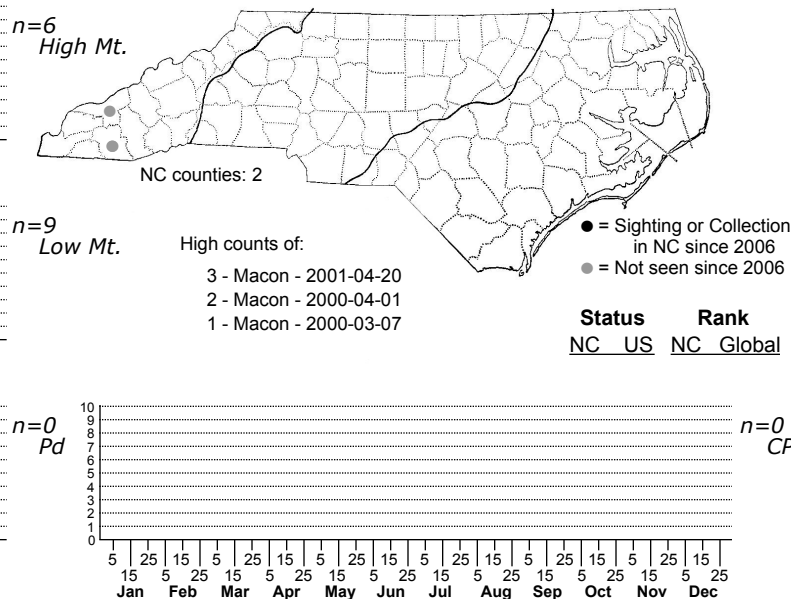 n=6
High Mt.
NC counties: 2
n=9
Low Mt.
High counts of:
3 - Macon - 2001-04-20
2 - Macon - 2000-04-01
1 - Macon - 2000-03-07
= Sighting or Collection
in NC since 2006
= Not seen since 2006
Status Rank
NC US NC Global
n=0
Pd
10
9
8
7
6
5
4
3
2
1
0
n=0
CP
5 25 15 5 25 15 5 25 15 5 25 15 5 25 15 5 25 15
15 5 25 15 5 25 15 5 25 15 5 25 15 5 25 15 5 25
Jan Feb Mar Apr May Jun Jul Aug Sep Oct Nov Dec